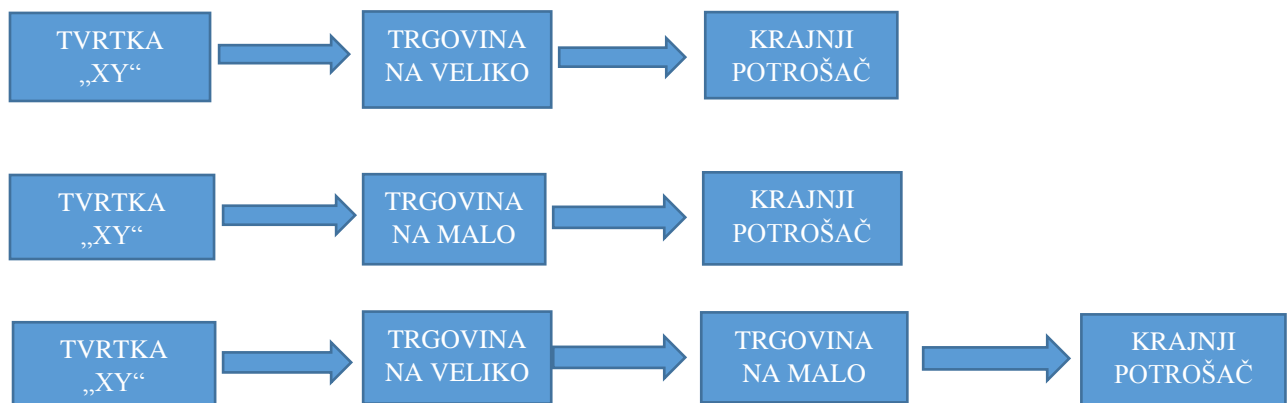 TVRTKA
„XY“
TRGOVINA
NA VELIKO
KRAJNJI
POTROŠAČ
TVRTKA
„XY“
TRGOVINA
NA MALO
KRAJNJI
POTROŠAČ
TVRTKA
„XY“
TRGOVINA
NA VELIKO
TRGOVINA
NA MALO
KRAJNJI
POTROŠAČ